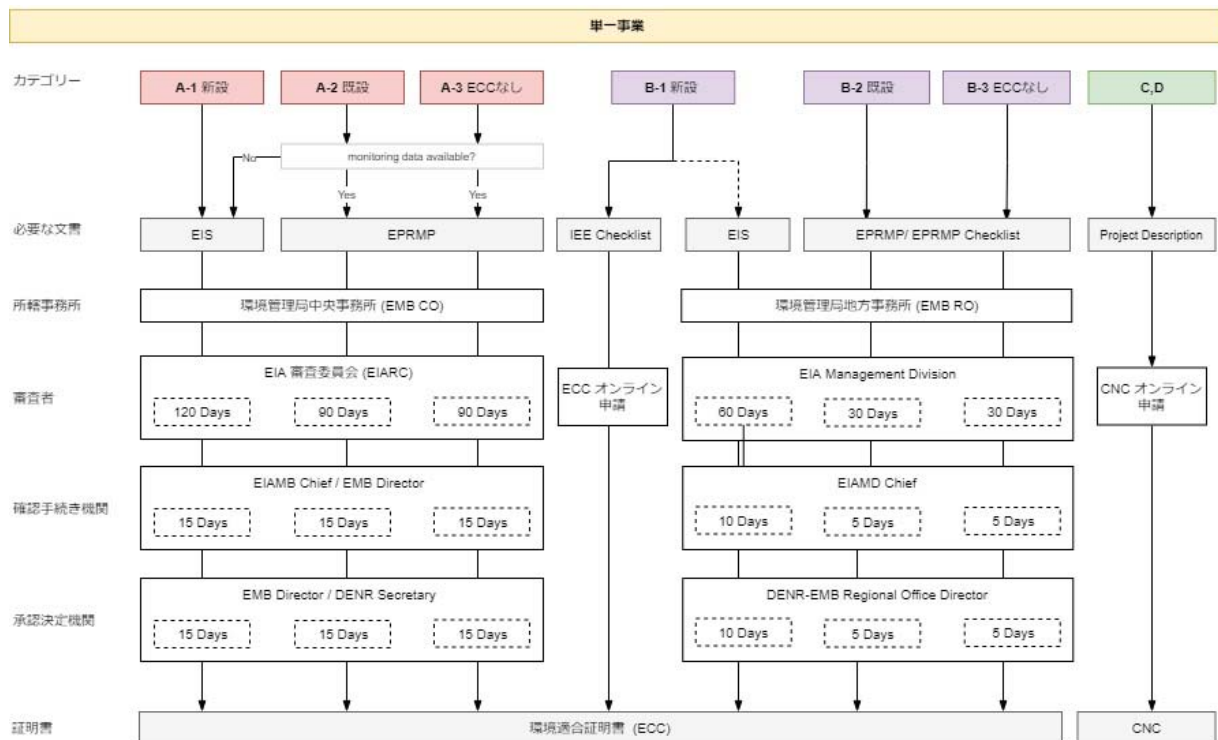 単一事業
カテゴリー
A-1 新設
A-2 既設
A-3 ECCなし
B-1 新設
B-2 既設
B-3 ECCなし
C,D
No
monitoring data available?
Yes
Yes
必要な文書
EIS
EPRMP
IEE Checklist
EIS
EPRMP/ EPRMP Checklist
Project Description
所轄事務所
環境管理局中央事務所 (EMB CO)
環境管理局地方事務所 (EMB RO)
審査者
EIA 審査委員会 (EIARC)
120 Days
90 Days
90 Days
ECC オンライン
申請
EIA Management Division
60 Days
30 Days
30 Days
CNC オンライン
申請
確認手続き機関
EIAMB Chief / EMB Director
15 Days
15 Days
15 Days
EIAMD Chief
10 Days
5 Days
5 Days
承認決定機関
EMB Director / DENR Secretary
15 Days
15 Days
15 Days
DENR-EMB Regional Office Director
10 Days
5 Days
5 Days
証明書
環境適合証明書 (ECC)
CNC